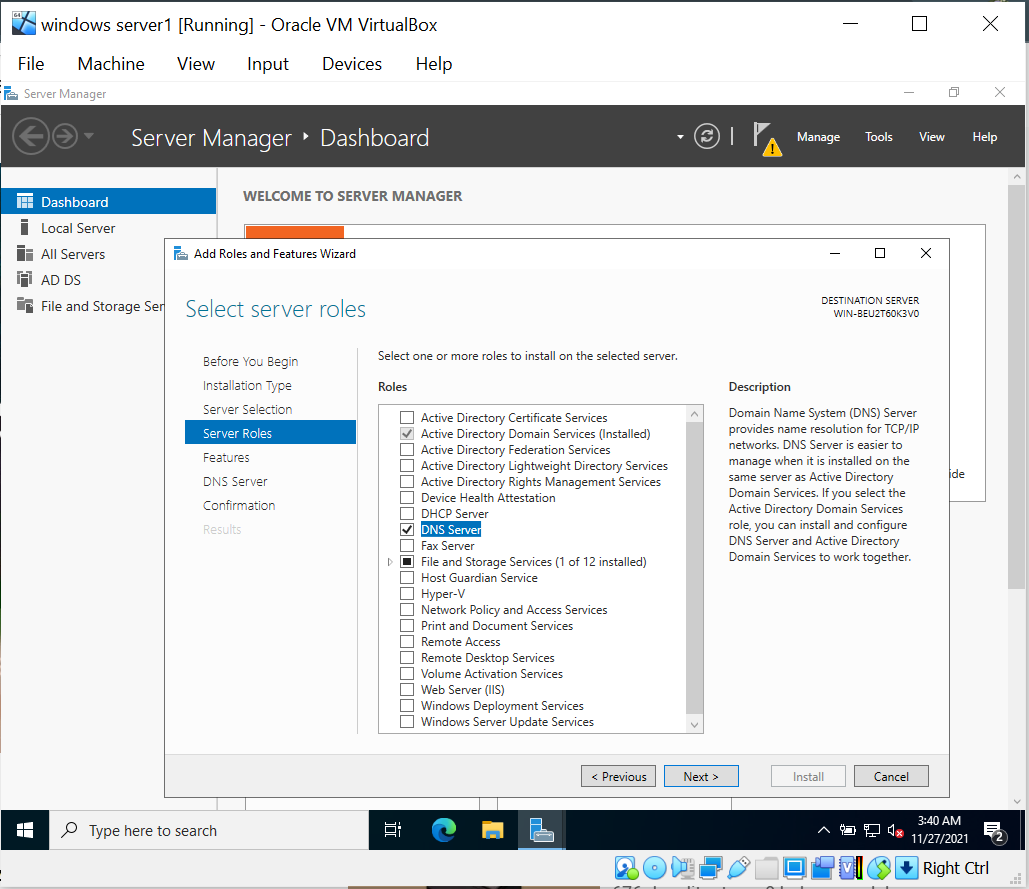 windows server1 [Running] - Oracle VM VirtualBox
File Machine View Input Devices Help
Server Manager
Server Manager Dashboard
Manage Tools View Help
Dashboard
Local Server
All Servers
AD DS
File and Storage Ser
WELCOME TO SERVER MANAGER
Add Roles and Features Wizard
Select server roles
DESTINATION SERVER
WIN-BEU2T60K3V0
Before You Begin
Installation Type
Server Selection
Server Roles
Features
DNS Server
Confirmation
Results
Select one or more roles to install on the selected server.
Roles
Active Directory Certificate Services
Active Directory Domain Services (Installed)
Active Directory Federation Services
Active Directory Lightweight Directory Services
Active Directory Rights Management Services
Device Health Attestation
DHCP Server
DNS Server
Fax Server
File and Storage Services (1 of 12 installed)
Host Guardian Service
Hyper-V
Network Policy and Access Services
Print and Document Services
Remote Access
Remote Desktop Services
Volume Activation Services
Web Server (IIS)
Windows Deployment Services
Windows Server Update Services
Description
Domain Name System (DNS) Server
provides name resolution for TCP/IP
networks. DNS Server is easier to
manage when it is installed on the
same server as Active Directory
Domain Services. If you select the
Active Directory Domain Services
role, you can install and configure
DNS Server and Active Directory
Domain Services to work together.
ide
< Previous Next > Install Cancel
Type here to search
3:40 AM
11/27/2021
2
Right Ctrl